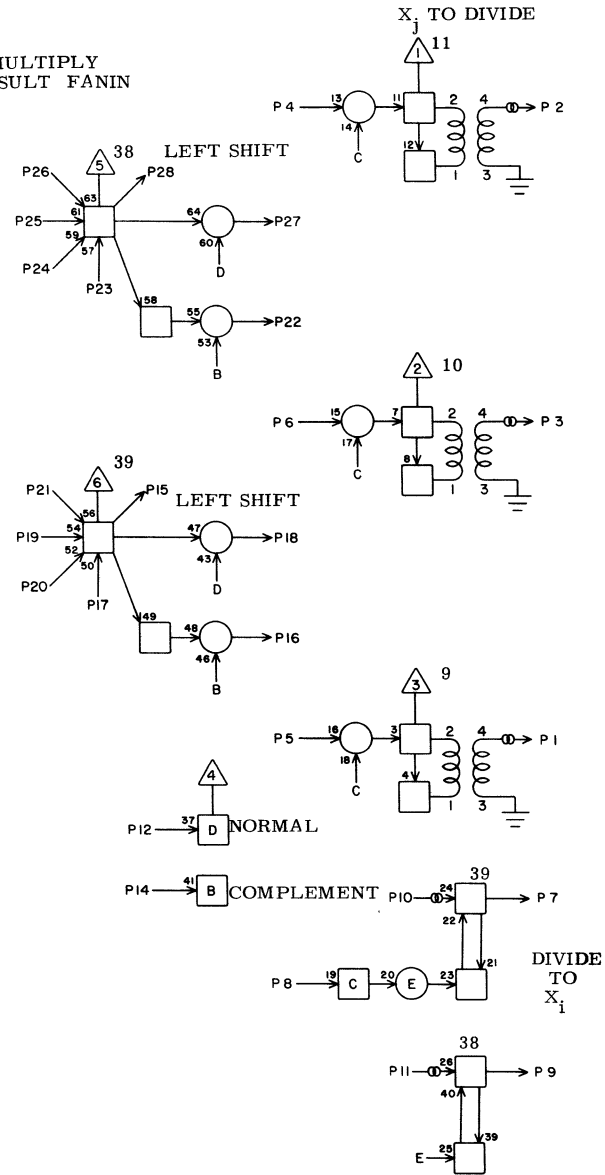 X
j TO DIVIDE
MULTIPLY
SULT FANIN
1 11
P4 13 11 2 4 P2
14 12
C 1 3
5 38 LEFT SHIFT
P26 63 P28
P25 61 64 P27
59 57 60
P24 P23 D
58 55 P22
53
B
2 10
P6 15 7 2 4 P3
17 8
C 1 3
6 39
P21 56 P15 LEFT SHIFT
P19 54 47 P18
52 50 43
P20 P17 D
49 48 P16
46
B
3 9
P5 16 3 2 4 P1
18 4
C 1 3
4
P12 37 D NORMAL
P14 41 B COMPLEMENT
39
P10 24 P7
22 21
P8 19 C 20 E 23
DIVIDE
TO
X
i
38
P11 26 P9
40 39
E 25